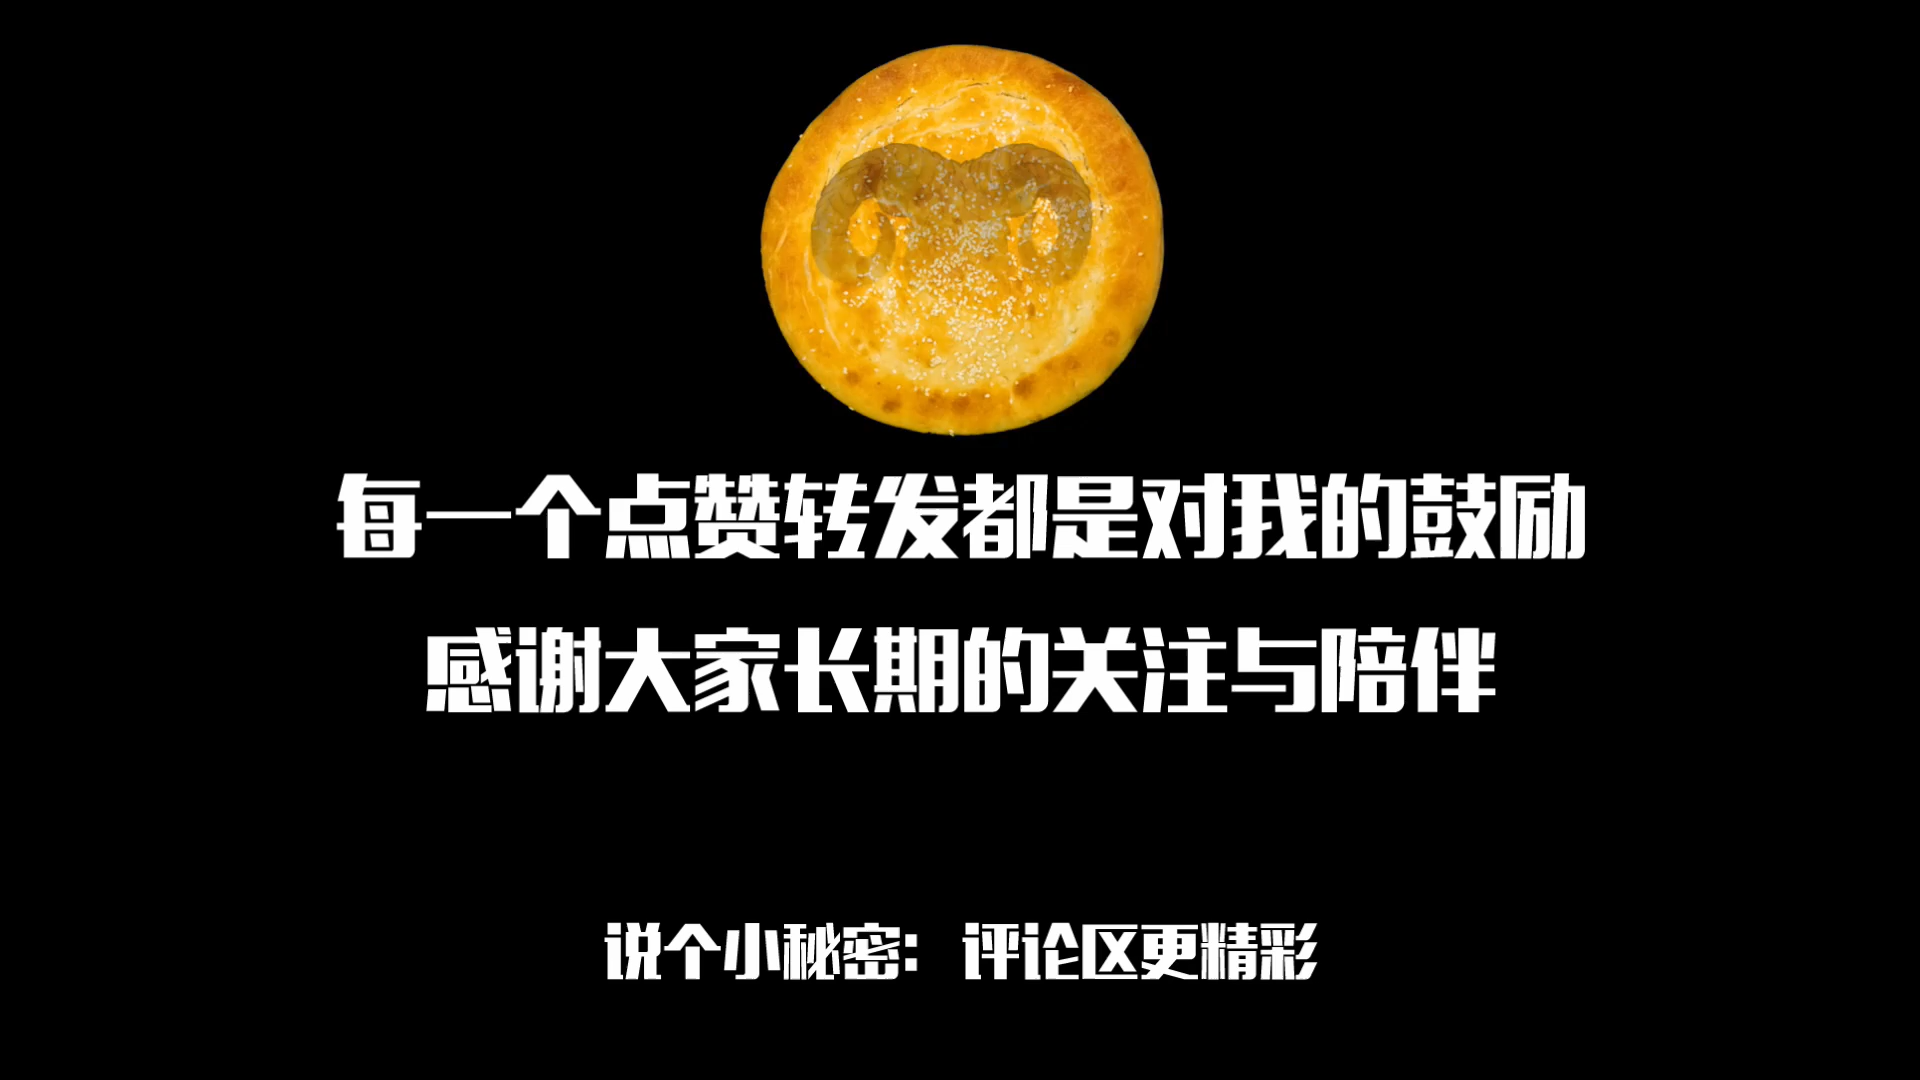 每一个点赞转发都是对我的鼓励
感谢大家长期的关注与陪伴
说个小秘密：评论区更精彩